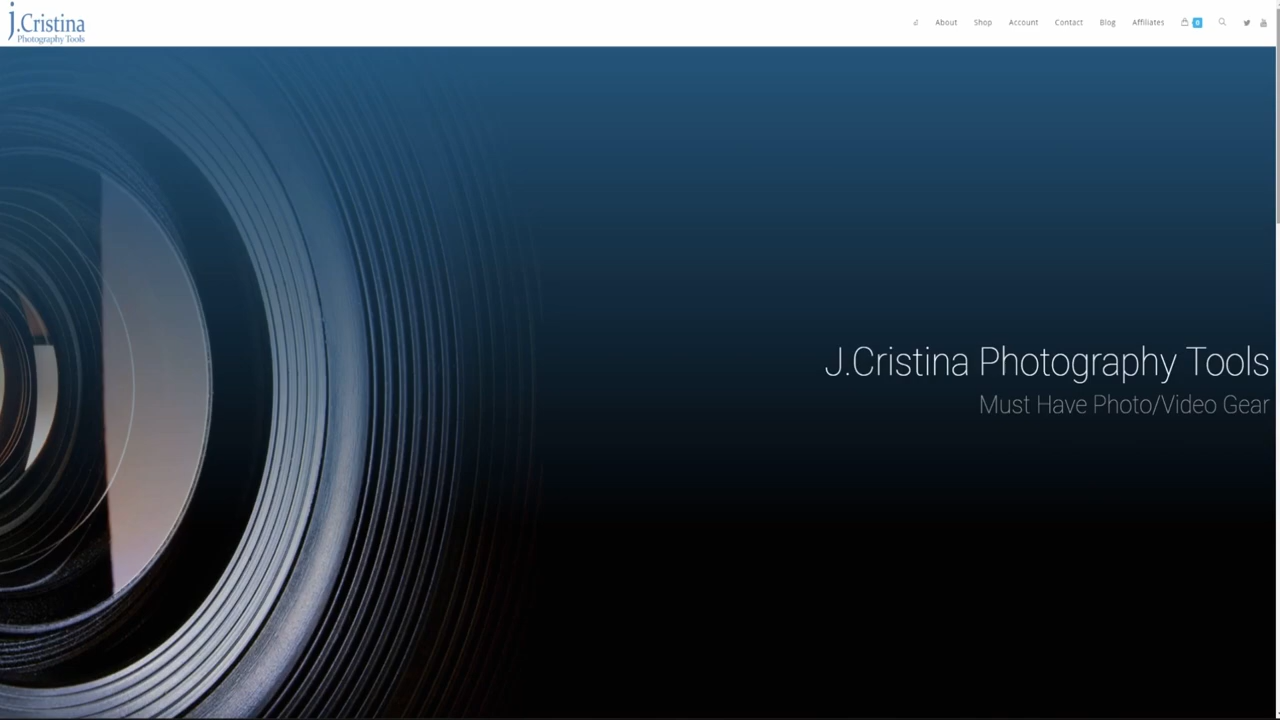 j.Cristina
Photography Tools
About Shop Account Contact Blog Affiliates 0
J.Cristina Photography Tools
Must Have Photo/Video Gear